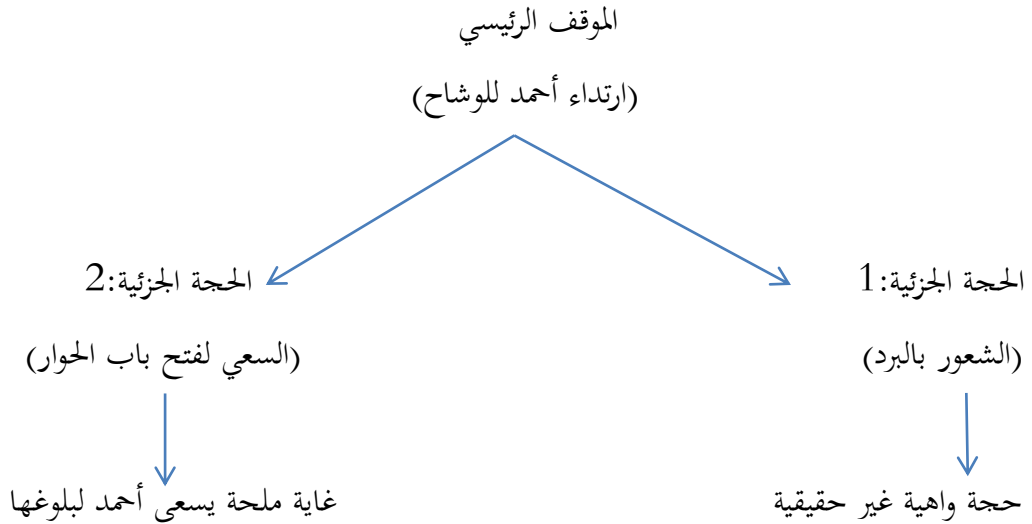 الموقف الرئيسي
(ارتداء أحمد للوشاح)
الحجة الجزئية:1
الحجة الجزئية:2
(الشعور بالبرد)
(السعي لفتح باب الحوار)
حجة واهية غير حقيقية
غاية ملحة يسعى أحمد لبلوغها